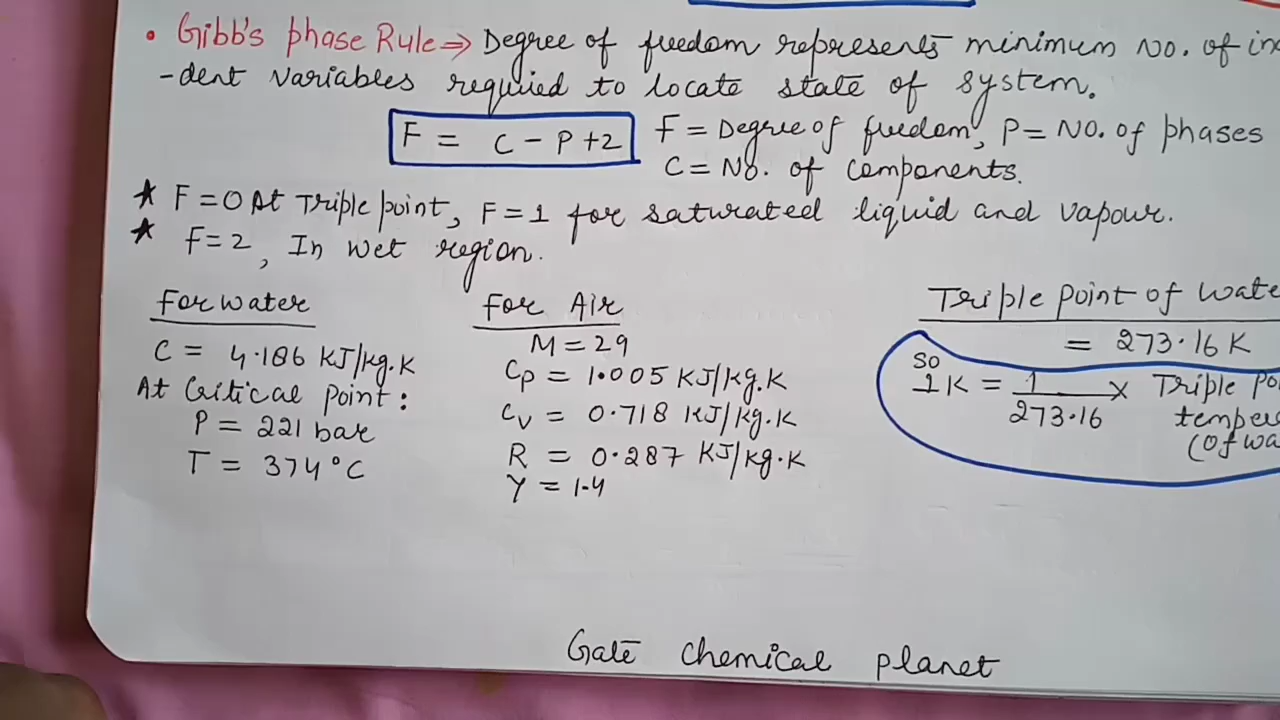 • Gibb's phase Rule ⇒ Degree of freedom represents minimum No. of in
-dent variables required to locate state of system.
F = C - P + 2
F = Degree of freedom, P = No. of phases
C = No. of components.
* F = 0 At Triple point, F = 1 for saturated liquid and vapour.
* F = 2, In wet region.
For water
C = 4.186 KJ/kg.K
At Critical point:
P = 221 bar
T = 374°C
For Air
M = 29
Cp = 1.005 KJ/kg.K
Cv = 0.718 KJ/kg.K
R = 0.287 KJ/kg.K
γ = 1.4
Triple point of wate
= 273.16 K
so
1K = 1/273.16 × Triple po
tempe
(of wa
Gate chemical planet